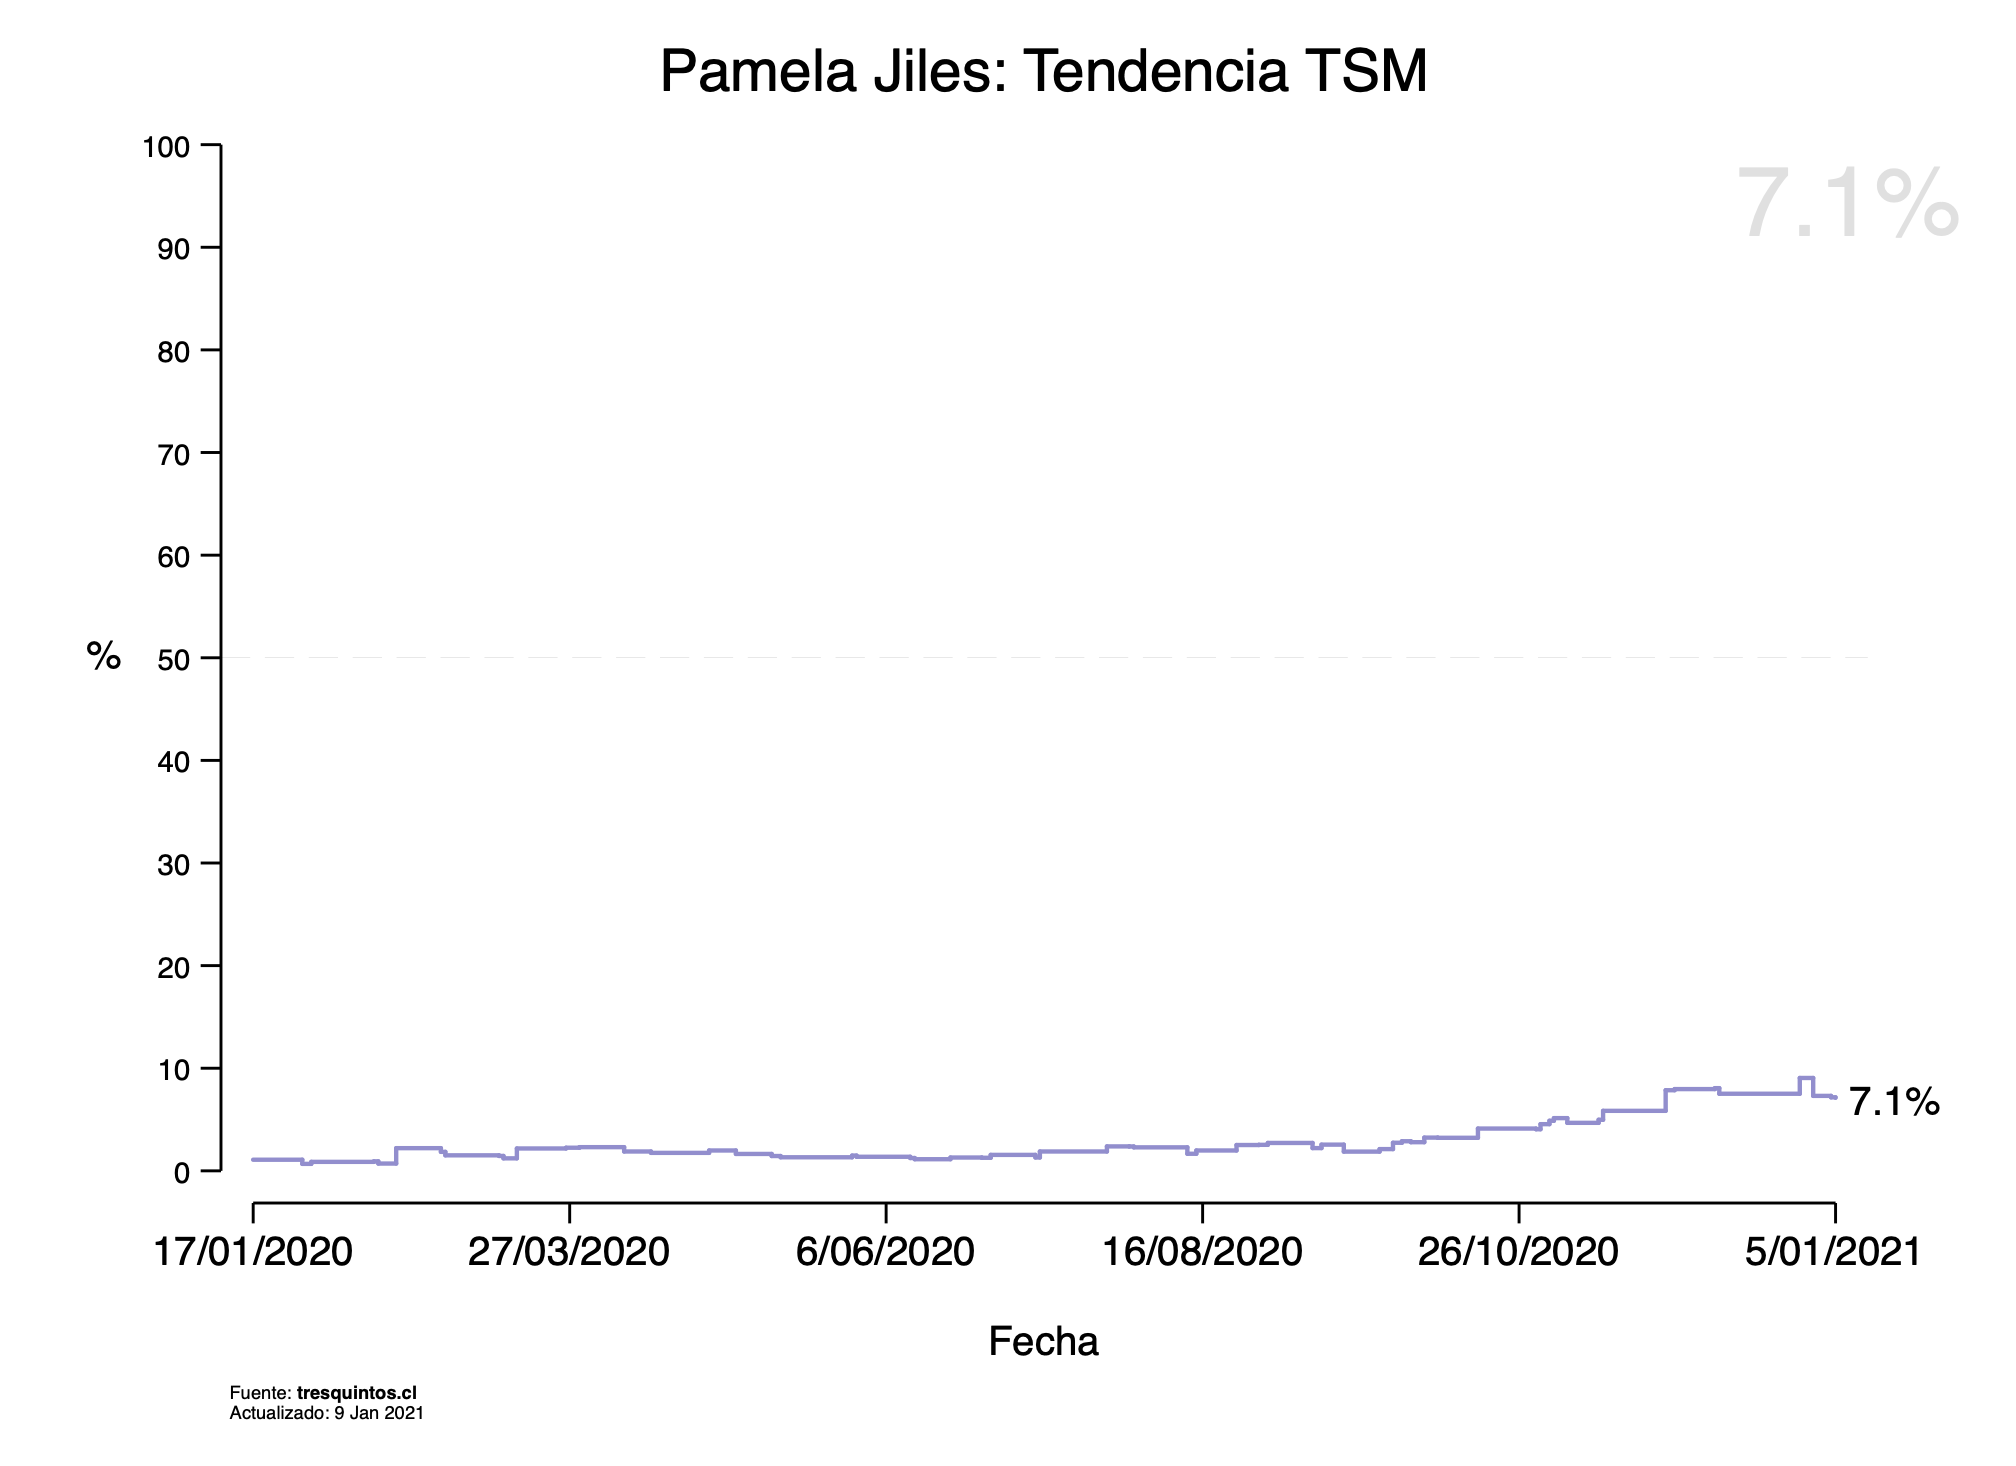 Pamela Jiles: Tendencia TSM
7.1%
100
90
80
70
60
50
40
30
20
10
0
%
7.1%
17/01/2020 27/03/2020 6/06/2020 16/08/2020 26/10/2020 5/01/2021
Fecha
Fuente: tresquintos.cl
Actualizado: 9 Jan 2021